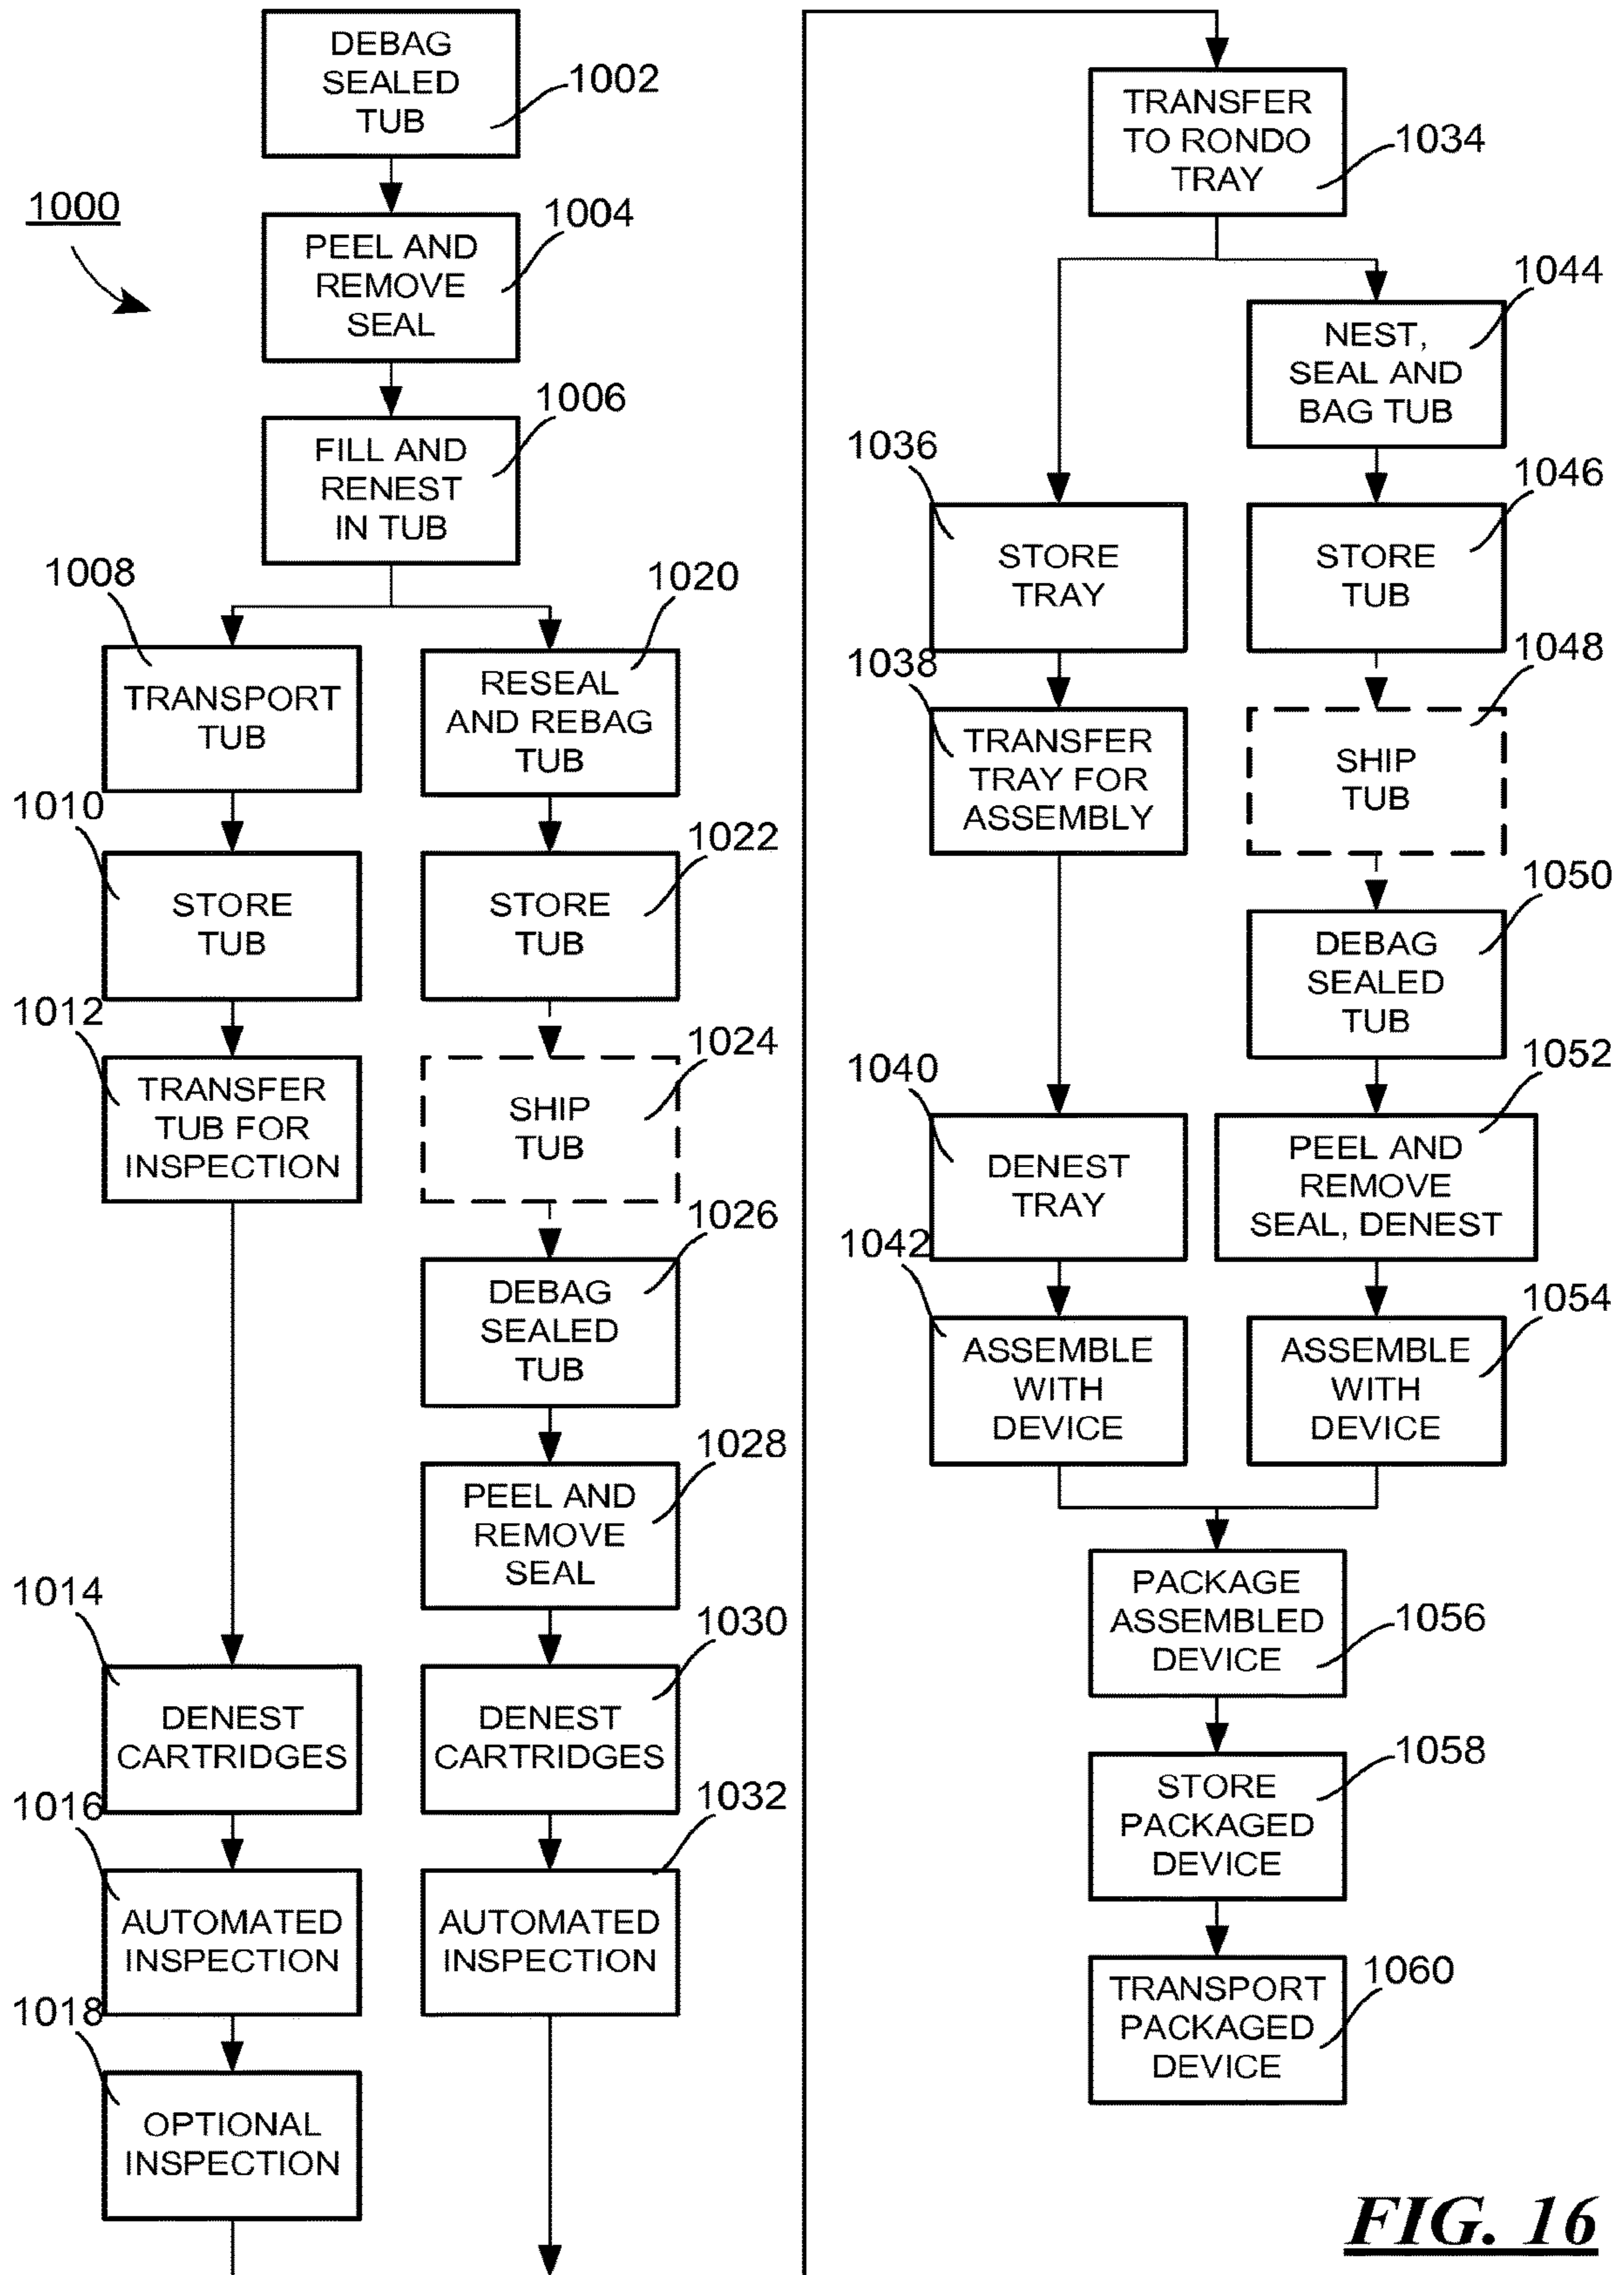 1000
DEBAG
SEALED
TUB
1002
PEEL AND
REMOVE
SEAL
1004
FILL AND
RENEST
IN TUB
1006
1008
TRANSPORT
TUB
1010
STORE
TUB
1012
TRANSFER
TUB FOR
INSPECTION
1014
DENEST
CARTRIDGES
1016
AUTOMATED
INSPECTION
1018
OPTIONAL
INSPECTION
1020
RESEAL
AND REBAG
TUB
1022
STORE
TUB
1024
SHIP
TUB
1026
DEBAG
SEALED
TUB
1028
PEEL AND
REMOVE
SEAL
1030
DENEST
CARTRIDGES
1032
AUTOMATED
INSPECTION
TRANSFER
TO RONDO
TRAY
1034
1036
STORE
TRAY
1038
TRANSFER
TRAY FOR
ASSEMBLY
1040
DENEST
TRAY
1042
ASSEMBLE
WITH
DEVICE
1044
NEST,
SEAL AND
BAG TUB
1046
STORE
TUB
1048
SHIP
TUB
1050
DEBAG
SEALED
TUB
1052
PEEL AND
REMOVE
SEAL, DENEST
1054
ASSEMBLE
WITH
DEVICE
PACKAGE
ASSEMBLED
DEVICE
1056
STORE
PACKAGED
DEVICE
1058
TRANSPORT
PACKAGED
DEVICE
1060
FIG. 16